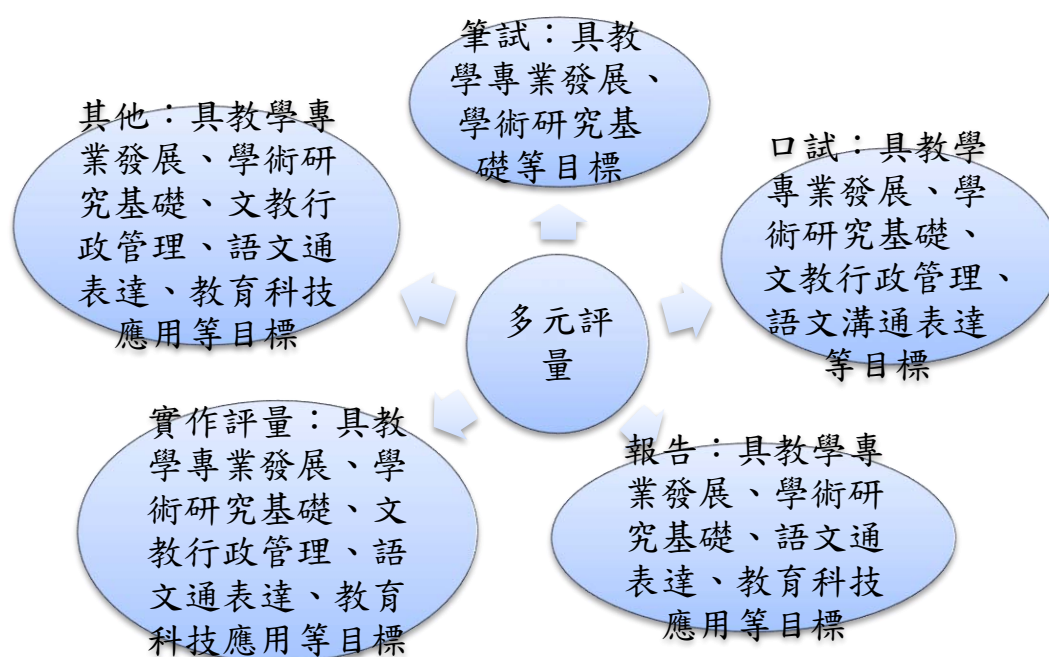 筆試：具教
學專業發展、
學術研究基
礎等目標
其他：具教學專
業發展、學術研
究基礎、文教行
政管理、語文通
表達、教育科技
應用等目標
口試：具教學
專業發展、學
術研究基礎、
文教行政管理、
語文溝通表達
等目標
多元評
量
實作評量：具教
學專業發展、學
術研究基礎、文
教行政管理、語
文通表達、教育
科技應用等目標
報告：具教學專
業發展、學術研
究基礎、語文通
表達、教育科技
應用等目標